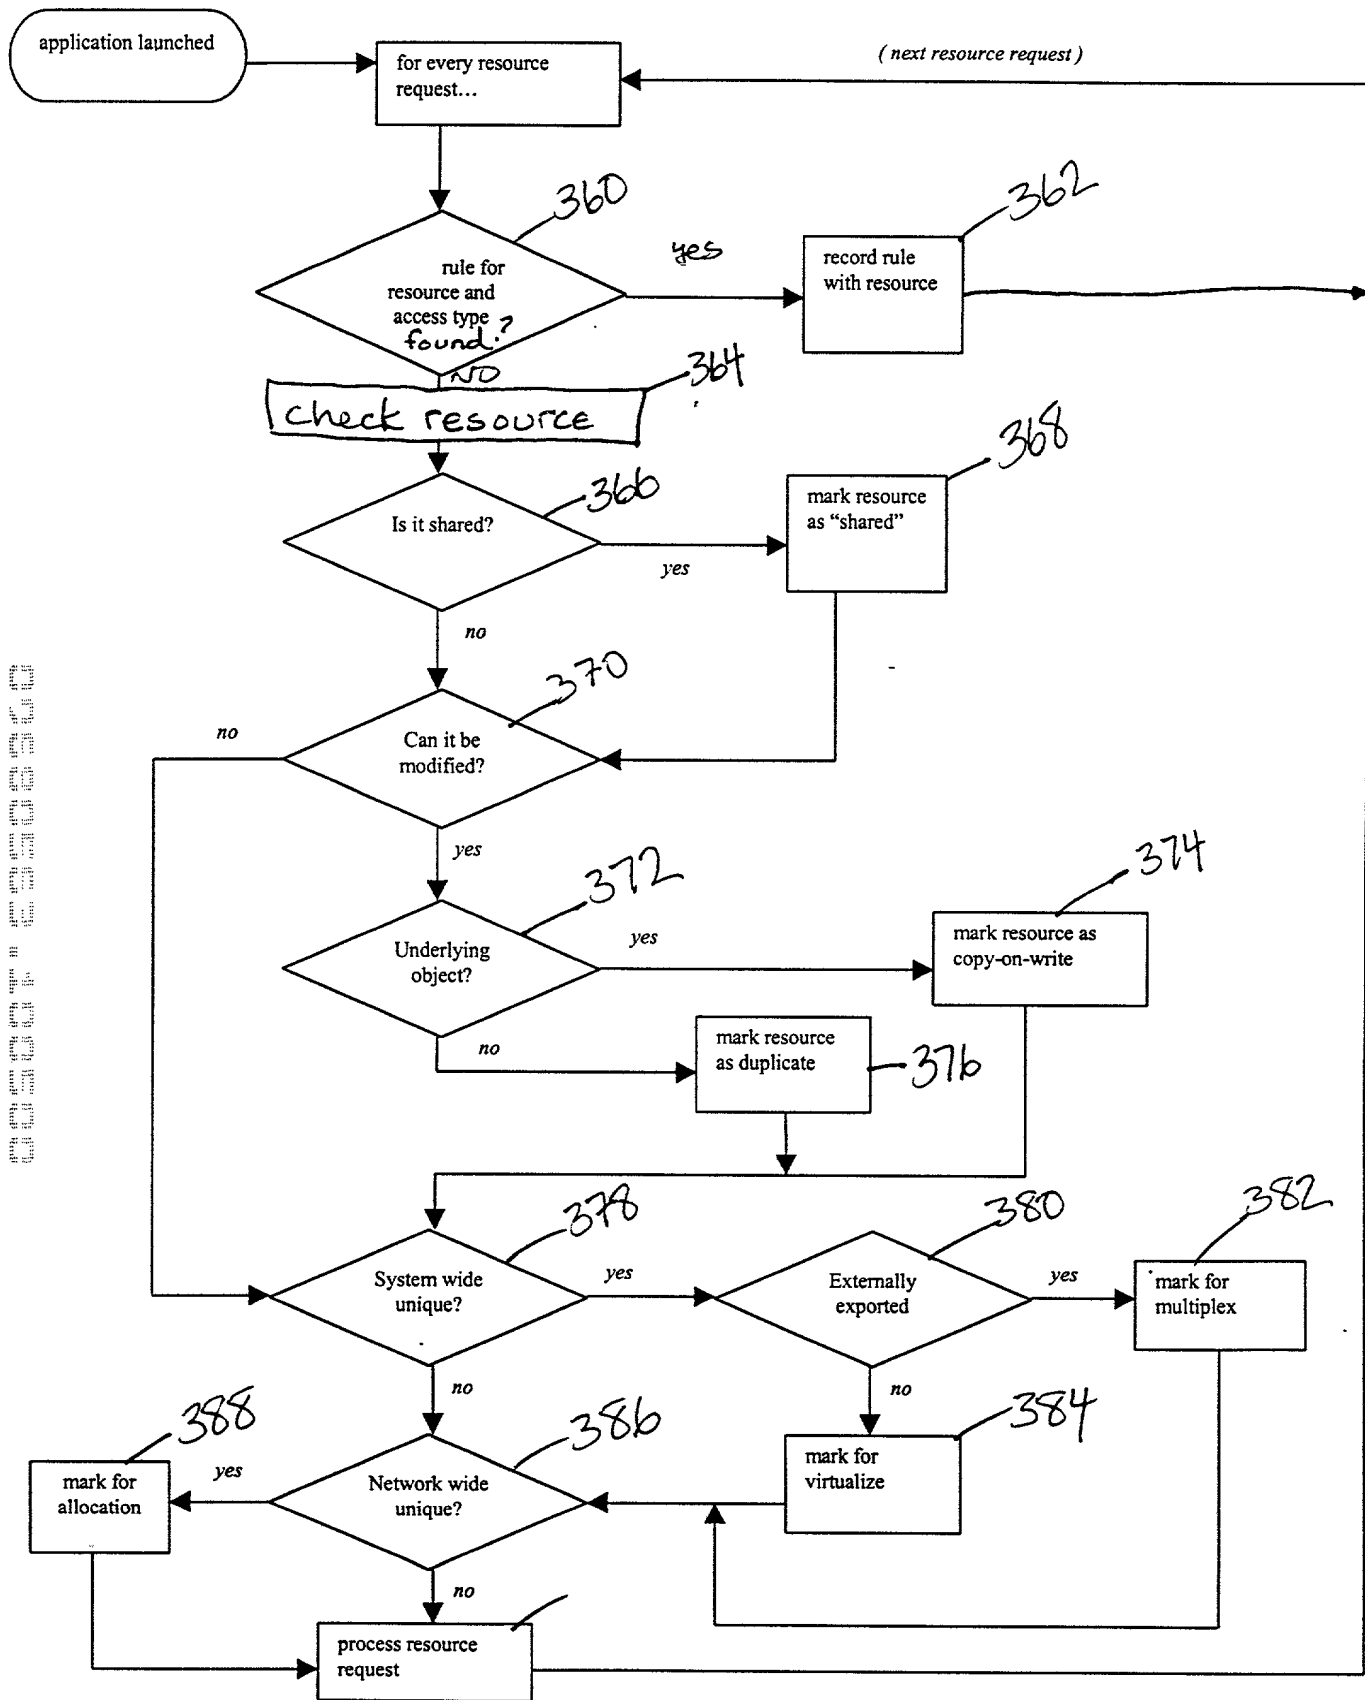 application launched
for every resource
request...
( next resource request )
360
rule for
resource and
access type
found?
yes
362
record rule
with resource
NO
364
check resource
366
Is it shared?
yes
368
mark resource
as “shared”
no
370
Can it be
modified?
no
yes
372
Underlying
object?
yes
374
mark resource as
copy-on-write
no
mark resource
as duplicate
376
378
System wide
unique?
yes
380
Externally
exported
yes
382
mark for
multiplex
no
no
384
mark for
virtualize
386
Network wide
unique?
yes
388
mark for
allocation
no
process resource
request